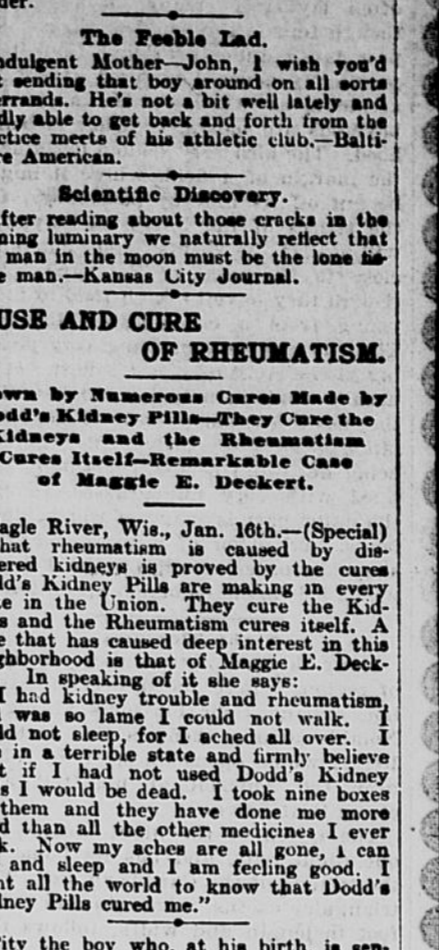 The Feeble Lad.
ndulgent Mother—John, I wish you'd
sending that boy around on all sorts
errands. He's not a bit well lately and
dly able to get back and forth from the
ctice meets of his athletic club.—Balti-
e American.
Scientific Discovery.
fter reading about those cracks in the
ning luminary we naturally reflect that
man in the moon must be the lone fis-
e man.—Kansas City Journal.
USE AND CURE
OF RHEUMATISM.
own by Numerous Cures Made by
odd's Kidney Pills—They Cure the
Kidneys and the Rheumatism
Cures Itself—Remarkable Case
of Maggie E. Deckert.
agle River, Wis., Jan. 16th.—(Special)
hat rheumatism is caused by dis-
ered kidneys is proved by the cures
dd's Kidney Pills are making in every
e in the Union. They cure the Kid-
s and the Rheumatism cures itself. A
e that has caused deep interest in this
ghborhood is that of Maggie E. Deck-
In speaking of it she says:
I had kidney trouble and rheumatism,
was so lame I could not walk. I
ld not sleep, for I ached all over. I
in a terrible state and firmly believe
t if I had not used Dodd's Kidney
s I would be dead. I took nine boxes
them and they have done me more
d than all the other medicines I ever
k. Now my aches are all gone, I can
and sleep and I am feeling good. I
nt all the world to know that Dodd's
ney Pills cured me."
ity the boy who, at his birth, is